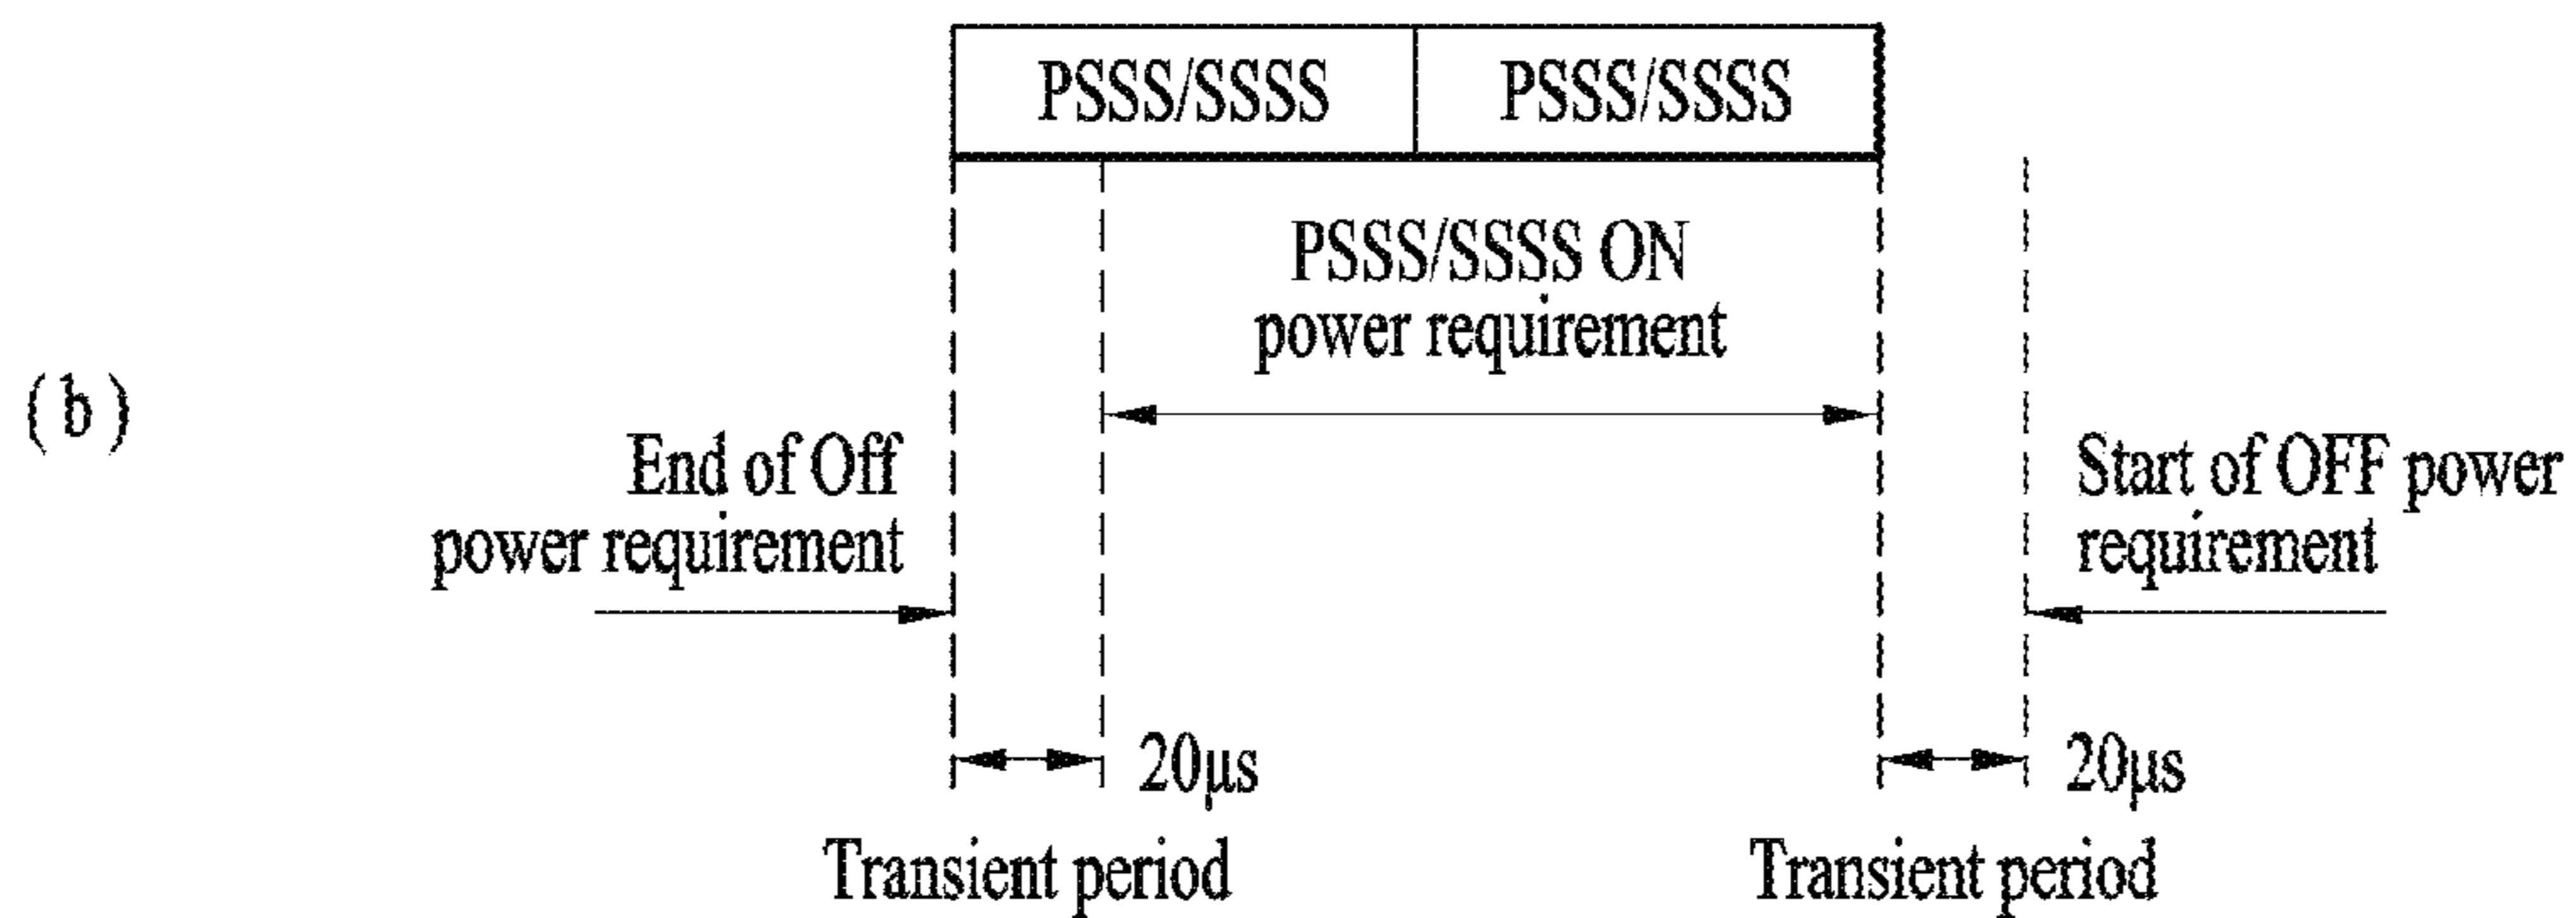 PSSS/SSSS PSSS/SSSS
PSSS/SSSS ON
power requirement
( b )
End of Off
power requirement
Start of OFF power
requirement
20μs
20μs
Transient period
Transient period